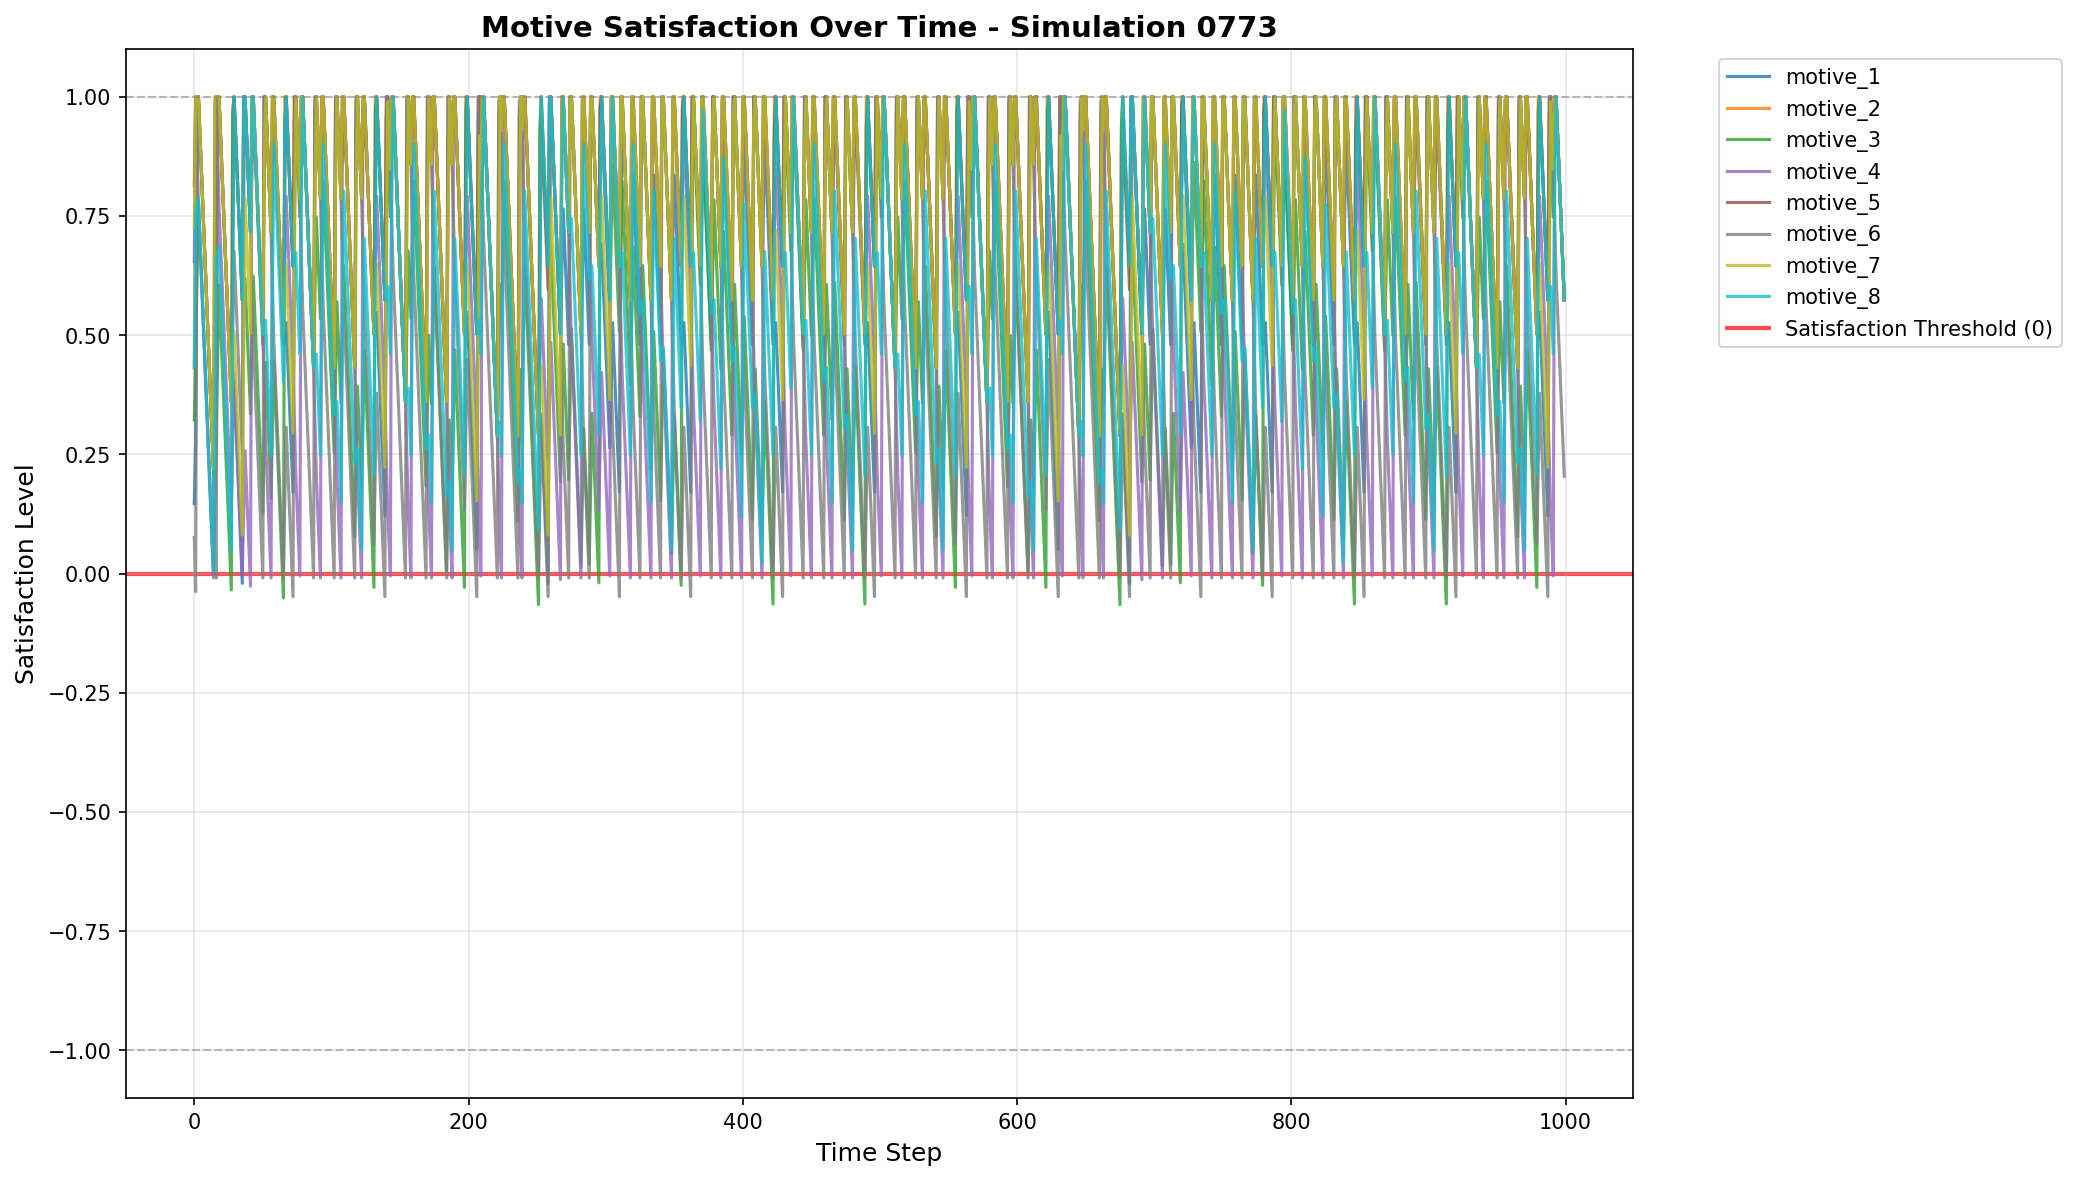 Motive Satisfaction Over Time - Simulation 0773
1.00
0.75
0.50
0.25
0.00
−0.25
−0.50
−0.75
−1.00
Satisfaction Level
0
200
400
600
800
1000
Time Step
motive_1
motive_2
motive_3
motive_4
motive_5
motive_6
motive_7
motive_8
Satisfaction Threshold (0)